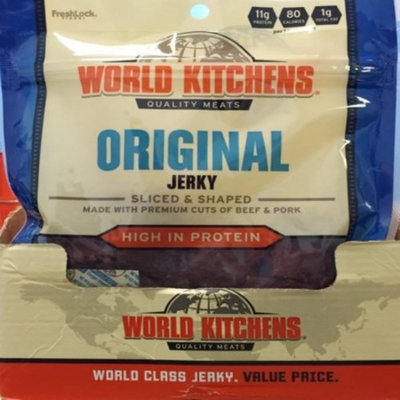 FreshLock
11g
PROTEIN
80
CALORIES
1g
TOTAL FAT
WORLD KITCHENS
QUALITY MEATS
ORIGINAL
JERKY
SLICED & SHAPED
MADE WITH PREMIUM CUTS OF BEEF & PORK
HIGH IN PROTEIN
WORLD KITCHENS
QUALITY MEATS
WORLD CLASS JERKY. VALUE PRICE.